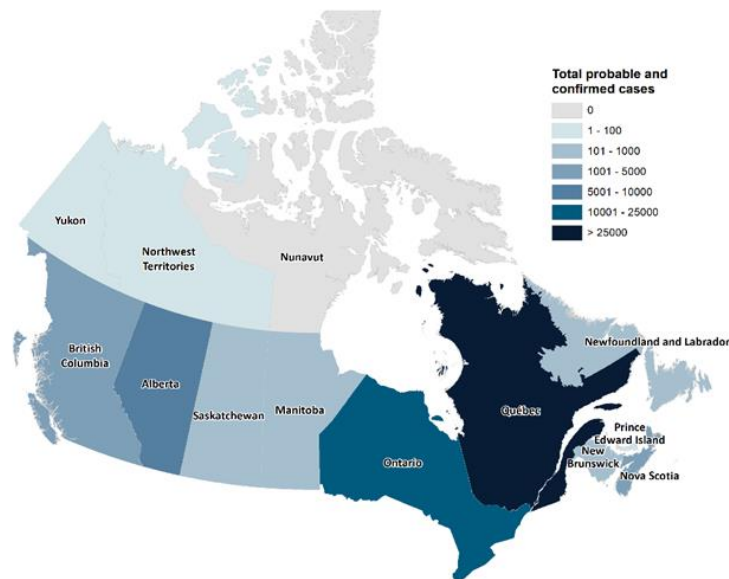 Total probable and
confirmed cases
0
1 - 100
101 - 1000
1001 - 5000
5001 - 10000
10001 - 25000
> 25000
Yukon
Northwest
Territories
Nunavut
British
Columbia
Alberta
Saskatchewan
Manitoba
Ontario
Québec
Newfoundland and Labrador
Prince
Edward Island
New
Brunswick
Nova Scotia